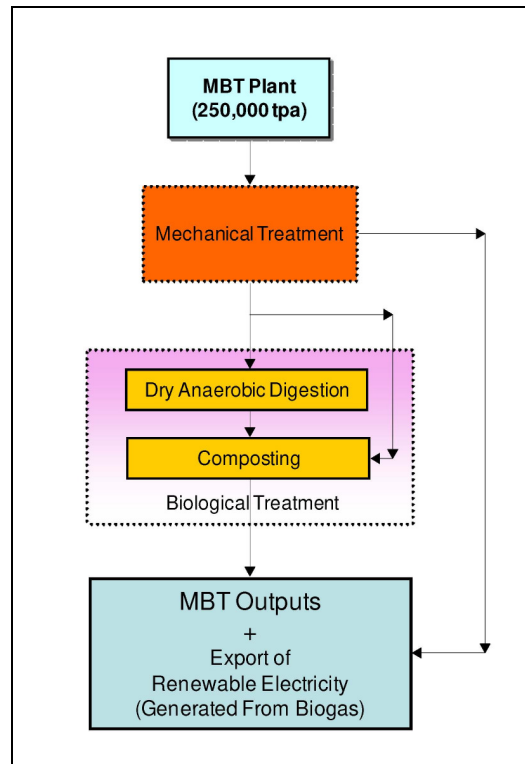 MBT Plant
(250,000 tpa)
Mechanical Treatment
Dry Anaerobic Digestion
Composting
Biological Treatment
MBT Outputs
+
Export of
Renewable Electricity
(Generated From Biogas)